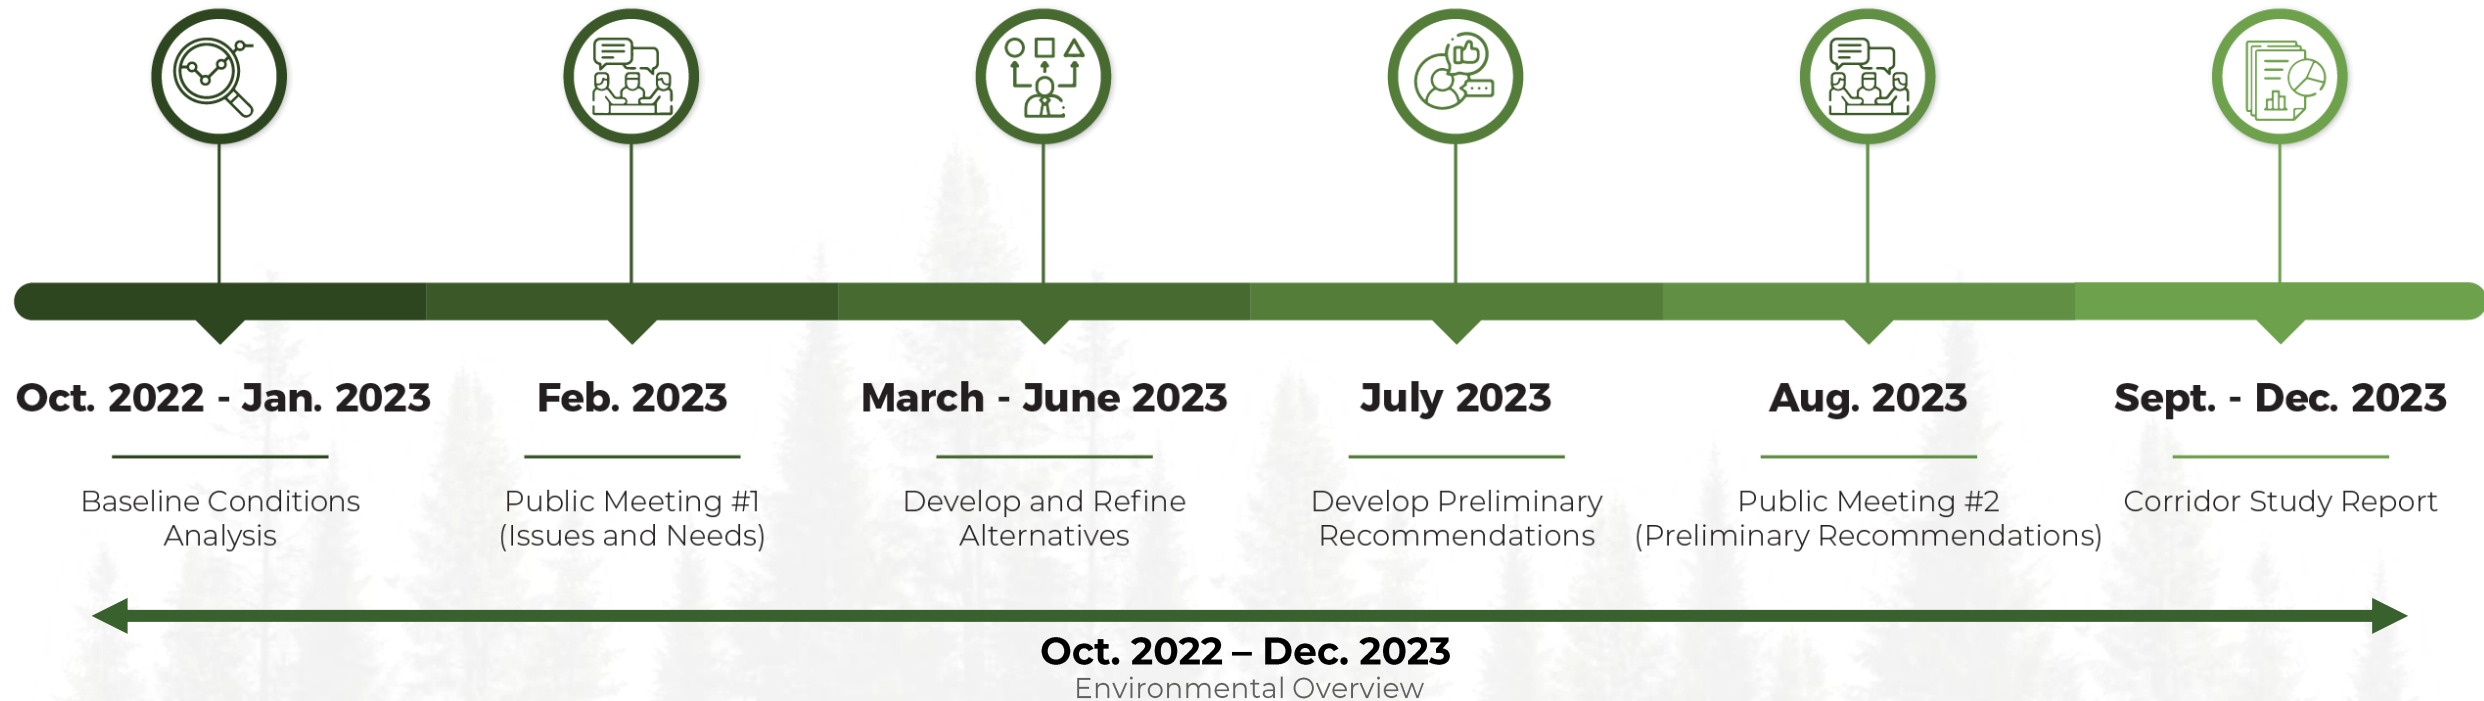 Oct. 2022 - Jan. 2023
Baseline Conditions
Analysis
Feb. 2023
Public Meeting #1
(Issues and Needs)
March - June 2023
Develop and Refine
Alternatives
July 2023
Develop Preliminary
Recommendations
Aug. 2023
Public Meeting #2
(Preliminary Recommendations)
Sept. - Dec. 2023
Corridor Study Report
Oct. 2022 – Dec. 2023
Environmental Overview